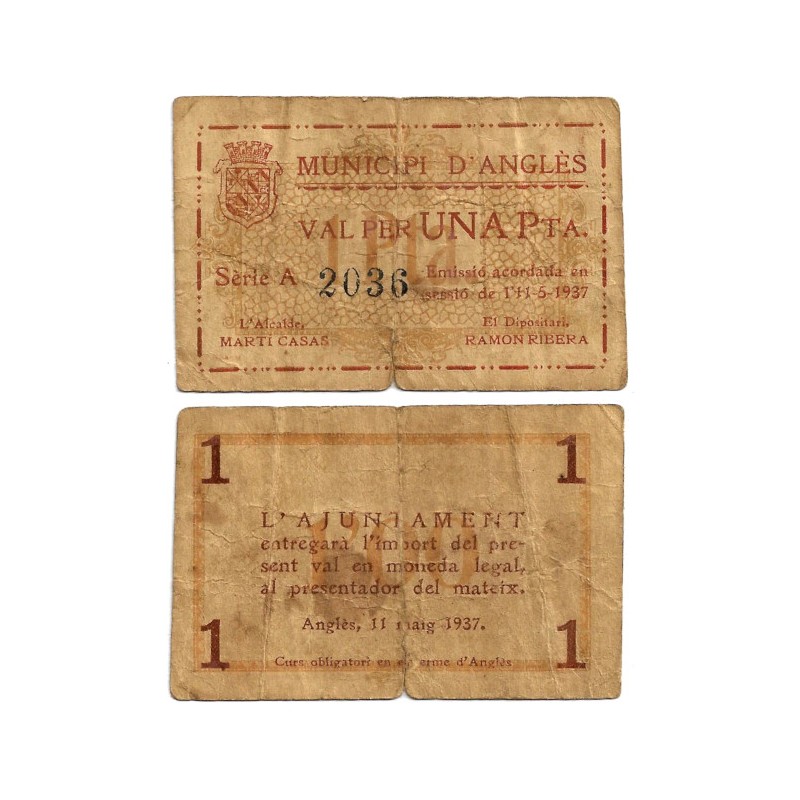 MUNICIPI D'ANGLÈS
VAL PER UNA PTA.
1 Pta
Sèrie A 2036
Emissió acordada en
sessió de l'11-5-1937
L'Alcalde,
MARTÍ CASAS
El Dipositari,
RAMON RIBERA
1 1
L'AJUNTAMENT
entregarà l'import del pre-
sent val en moneda legal,
al presentador del mateix.
Anglès, 11 maig 1937.
1 1
Curs obligatori en e terme d'Anglès